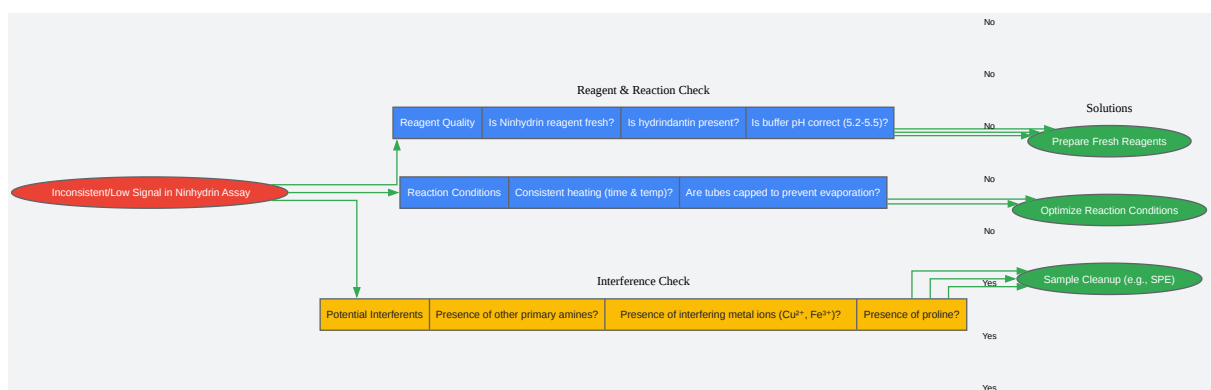 No
No
Reagent & Reaction Check
Solutions
Reagent Quality
Is Ninhydrin reagent fresh?
Is hydrindantin present?
Is buffer pH correct (5.2-5.5)?
No
Prepare Fresh Reagents
Inconsistent/Low Signal in Ninhydrin Assay
Reaction Conditions
Consistent heating (time & temp)?
Are tubes capped to prevent evaporation?
No
Optimize Reaction Conditions
No
Interference Check
Yes
Sample Cleanup (e.g., SPE)
Potential Interferents
Presence of other primary amines?
Presence of interfering metal ions (Cu²⁺, Fe³⁺)?
Presence of proline?
Yes
Yes